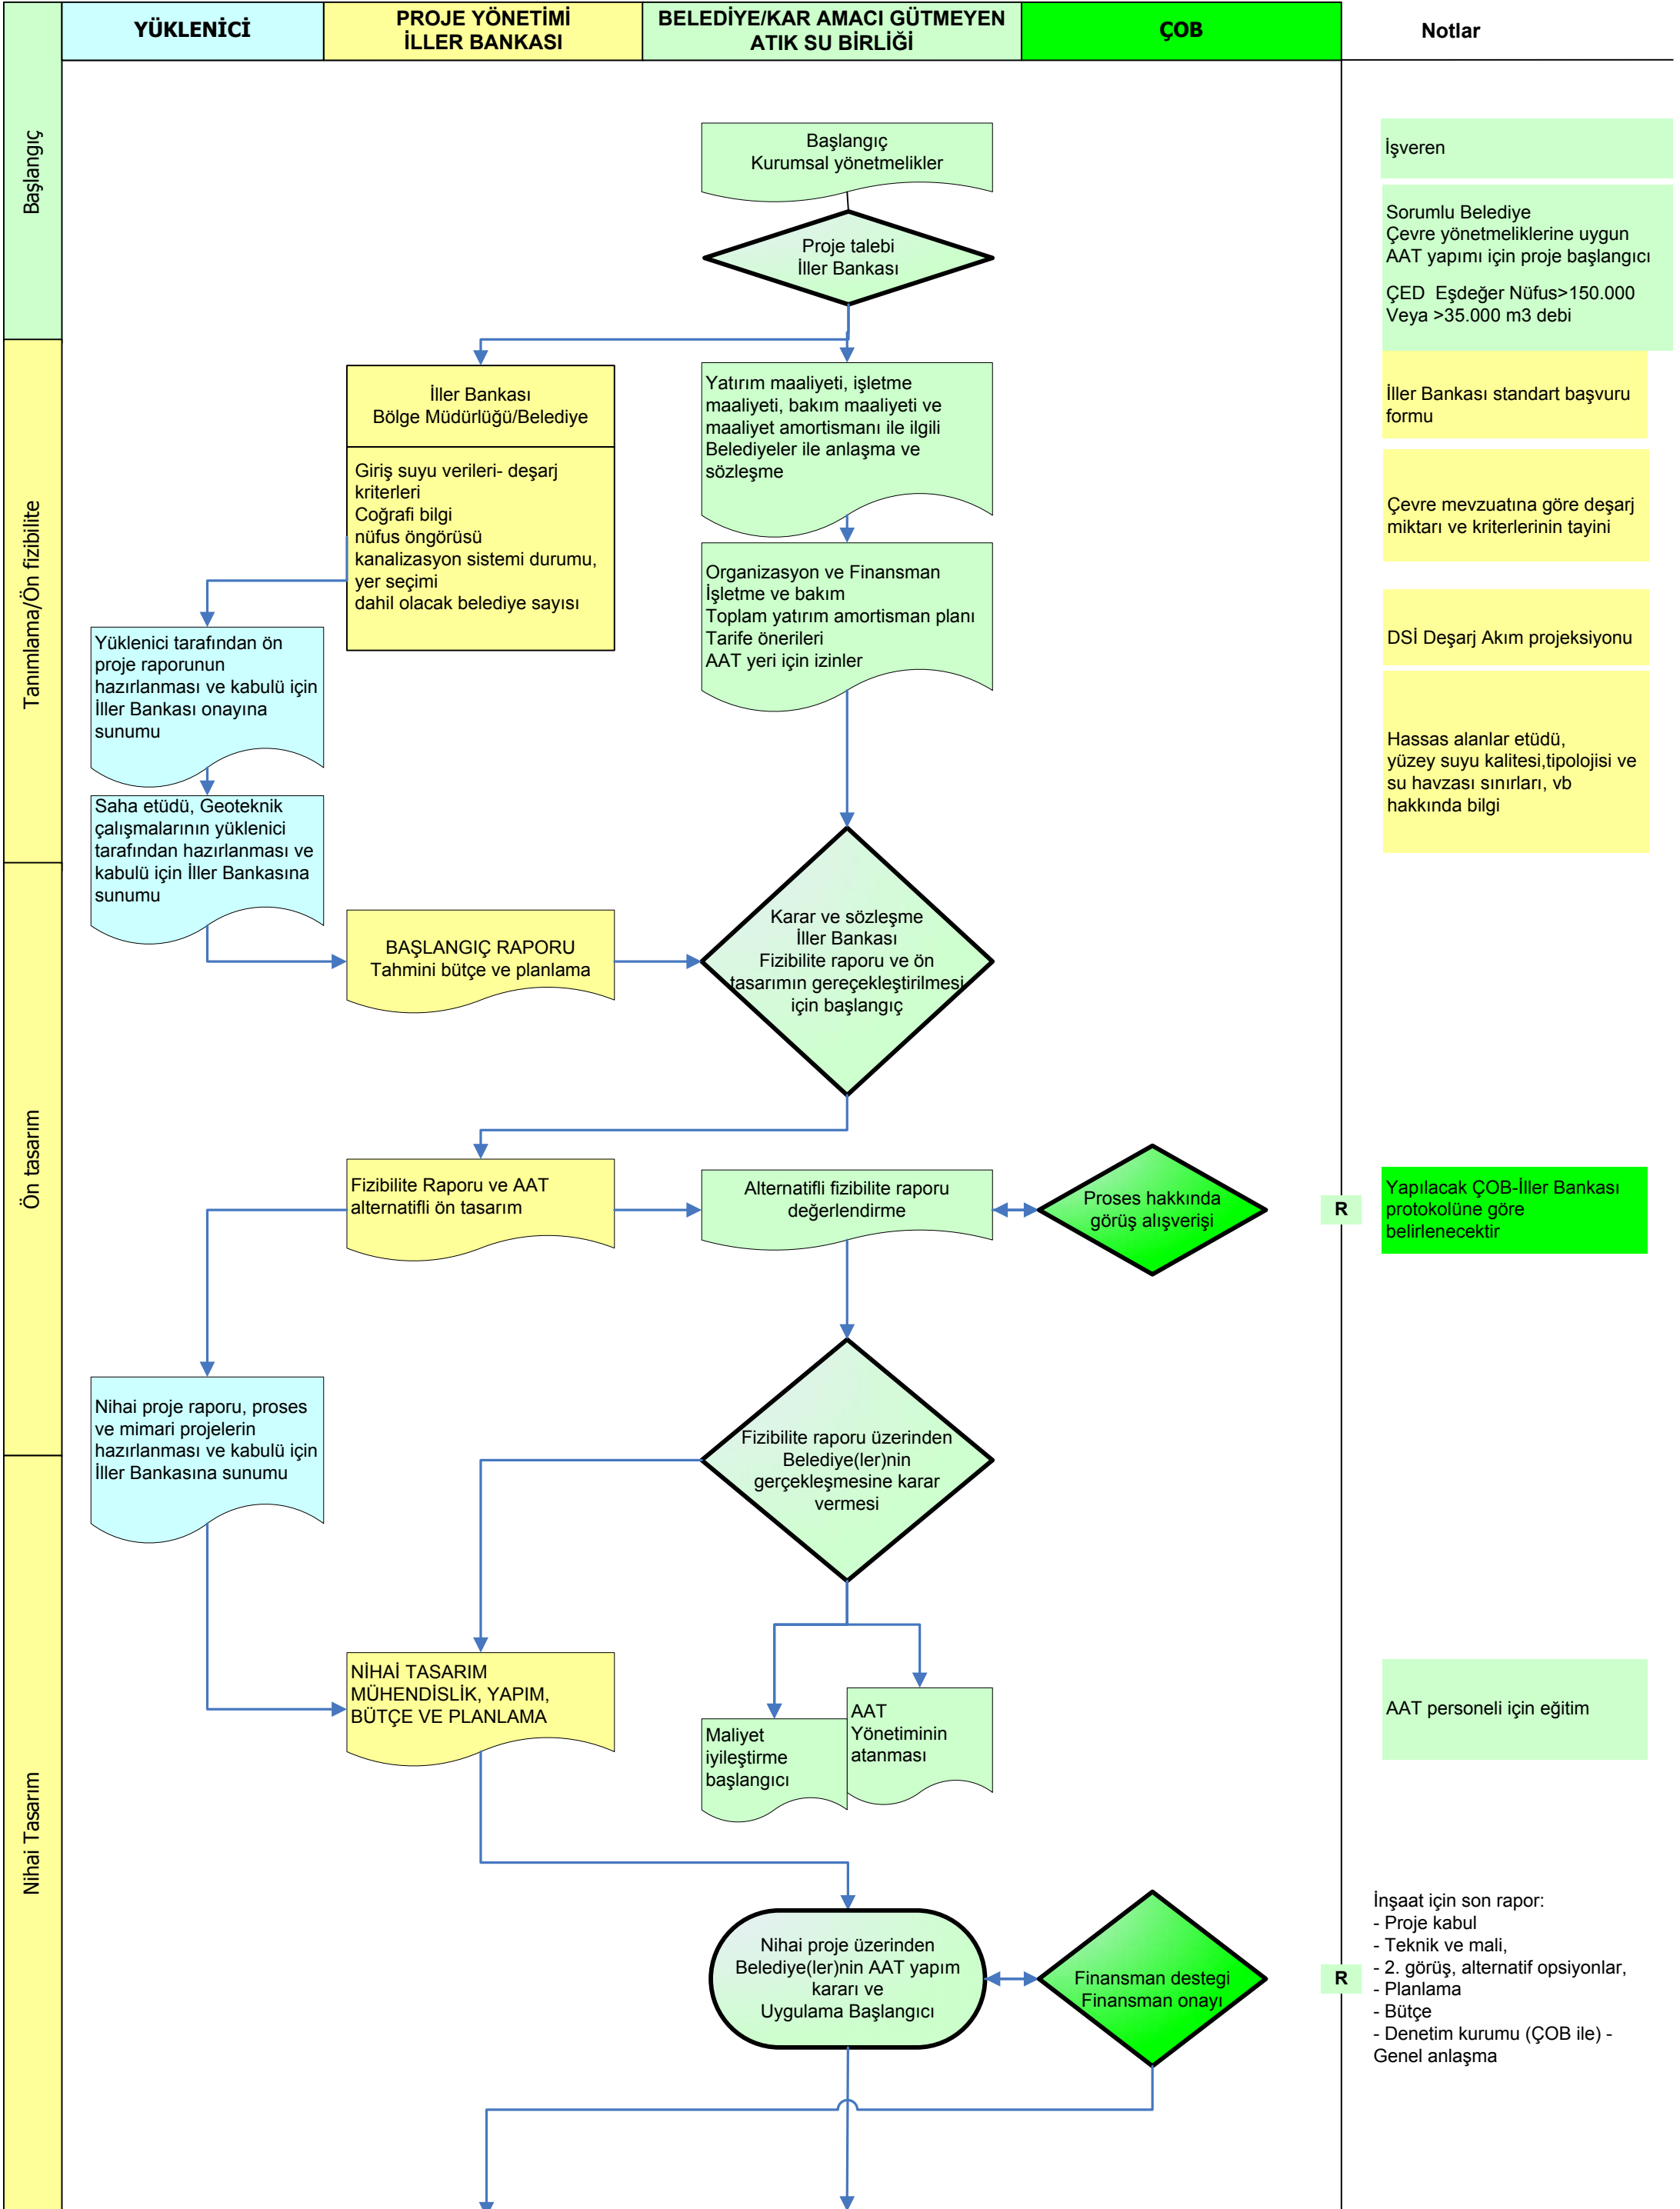 YÜKLENİCİ
PROJE YÖNETİMİ
İLLER BANKASI
BELEDİYE/KAR AMACI GÜTMEYEN
ATIK SU BİRLİĞİ
ÇOB
Notlar
Başlangıç
Başlangıç
Kurumsal yönetmelikler
İşveren
Proje talebi
İller Bankası
Sorumlu Belediye
Çevre yönetmeliklerine uygun
AAT yapımı için proje başlangıcı
ÇED Eşdeğer Nüfus>150.000
Veya >35.000 m3 debi
Tanımlama/Ön fizibilite
İller Bankası
Bölge Müdürlüğü/Belediye
Giriş suyu verileri- deşarj
kriterleri
Coğrafi bilgi
nüfus öngörüsü
kanalizasyon sistemi durumu,
yer seçimi
dahil olacak belediye sayısı
Yatırım maaliyeti, işletme
maaliyeti, bakım maaliyeti ve
maaliyet amortismanı ile ilgili
Belediyeler ile anlaşma ve
sözleşme
İller Bankası standart başvuru
formu
Çevre mevzuatına göre deşarj
miktarı ve kriterlerinin tayini
Organizasyon ve Finansman
İşletme ve bakım
Toplam yatırım amortisman planı
Tarife önerileri
AAT yeri için izinler
DSİ Deşarj Akım projeksiyonu
Yüklenici tarafından ön
proje raporunun
hazırlanması ve kabulü için
İller Bankası onayına
sunumu
Hassas alanlar etüdü,
yüzey suyu kalitesi,tipolojisi ve
su havzası sınırları, vb
hakkında bilgi
Saha etüdü, Geoteknik
çalışmalarının yüklenici
tarafından hazırlanması ve
kabulü için İller Bankasına
sunumu
Ön tasarım
BAŞLANGIÇ RAPORU
Tahmini bütçe ve planlama
Karar ve sözleşme
İller Bankası
Fizibilite raporu ve ön
tasarımın gereçekleştirilmesi
için başlangıç
Fizibilite Raporu ve AAT
alternatifli ön tasarım
Alternatifli fizibilite raporu
değerlendirme
Proses hakkında
görüş alışverişi
R
Yapılacak ÇOB-İller Bankası
protokolüne göre
belirlenecektir
Nihai proje raporu, proses
ve mimari projelerin
hazırlanması ve kabulü için
İller Bankasına sunumu
Fizibilite raporu üzerinden
Belediye(ler)nin
gerçekleşmesine karar
vermesi
Nihai Tasarım
NİHAİ TASARIM
MÜHENDİSLİK, YAPIM,
BÜTÇE VE PLANLAMA
Maliyet
iyileştirme
başlangıcı
AAT
Yönetiminin
atanması
AAT personeli için eğitim
Nihai proje üzerinden
Belediye(ler)nin AAT yapım
kararı ve
Uygulama Başlangıcı
Finansman destegi
Finansman onayı
R
İnşaat için son rapor:
- Proje kabul
- Teknik ve mali,
- 2. görüş, alternatif opsiyonlar,
- Planlama
- Bütçe
- Denetim kurumu (ÇOB ile) -
Genel anlaşma